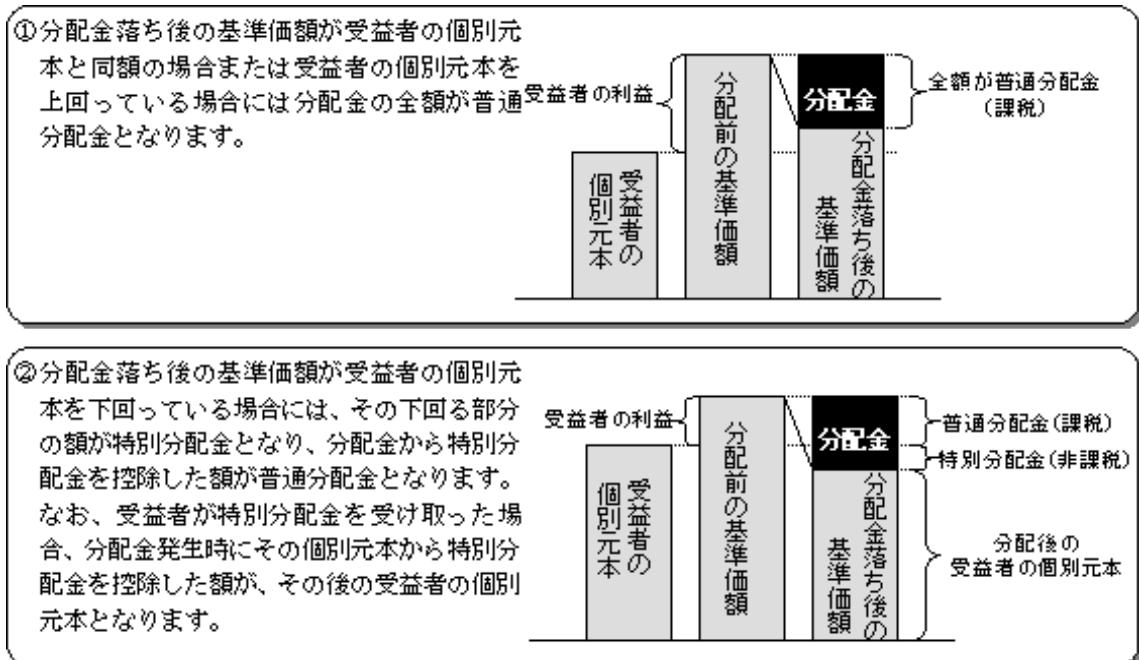 ①分配金落ち後の基準価額が受益者の個別元
本と同額の場合または受益者の個別元本を
上回っている場合には分配金の全額が普通
分配金となります。
受益者の利益
受益者の
個別元本
分配前の基準価額
分配金
分配金落ち後の
基準価額
全額が普通分配金
（課税）
②分配金落ち後の基準価額が受益者の個別元
本を下回っている場合には、その下回る部分
の額が特別分配金となり、分配金から特別分
配金を控除した額が普通分配金となります。
なお、受益者が特別分配金を受け取った場
合、分配金発生時にその個別元本から特別分
配金を控除した額が、その後の受益者の個別
元本となります。
受益者の利益
受益者の
個別元本
分配前の基準価額
分配金
分配金落ち後の
基準価額
普通分配金（課税）
特別分配金（非課税）
分配後の
受益者の個別元本